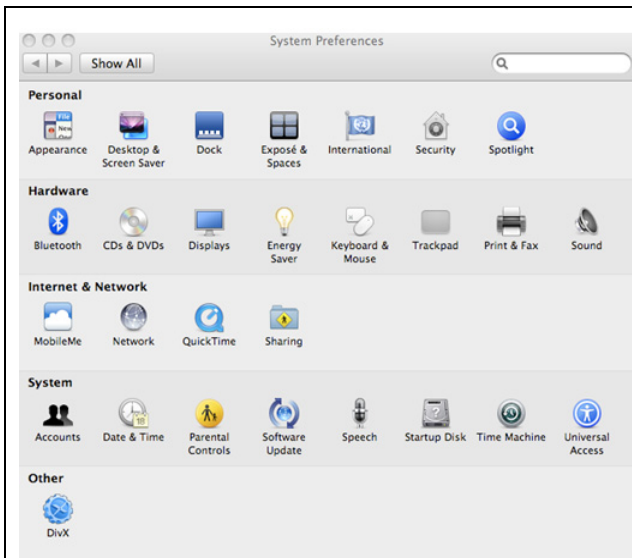 System Preferences
Show All
Personal
Appearance Desktop & Screen Saver Dock Exposé & Spaces International Security Spotlight
Hardware
Bluetooth CDs & DVDs Displays Energy Saver Keyboard & Mouse Trackpad Print & Fax Sound
Internet & Network
MobileMe Network QuickTime Sharing
System
Accounts Date & Time Parental Controls Software Update Speech Startup Disk Time Machine Universal Access
Other
DivX